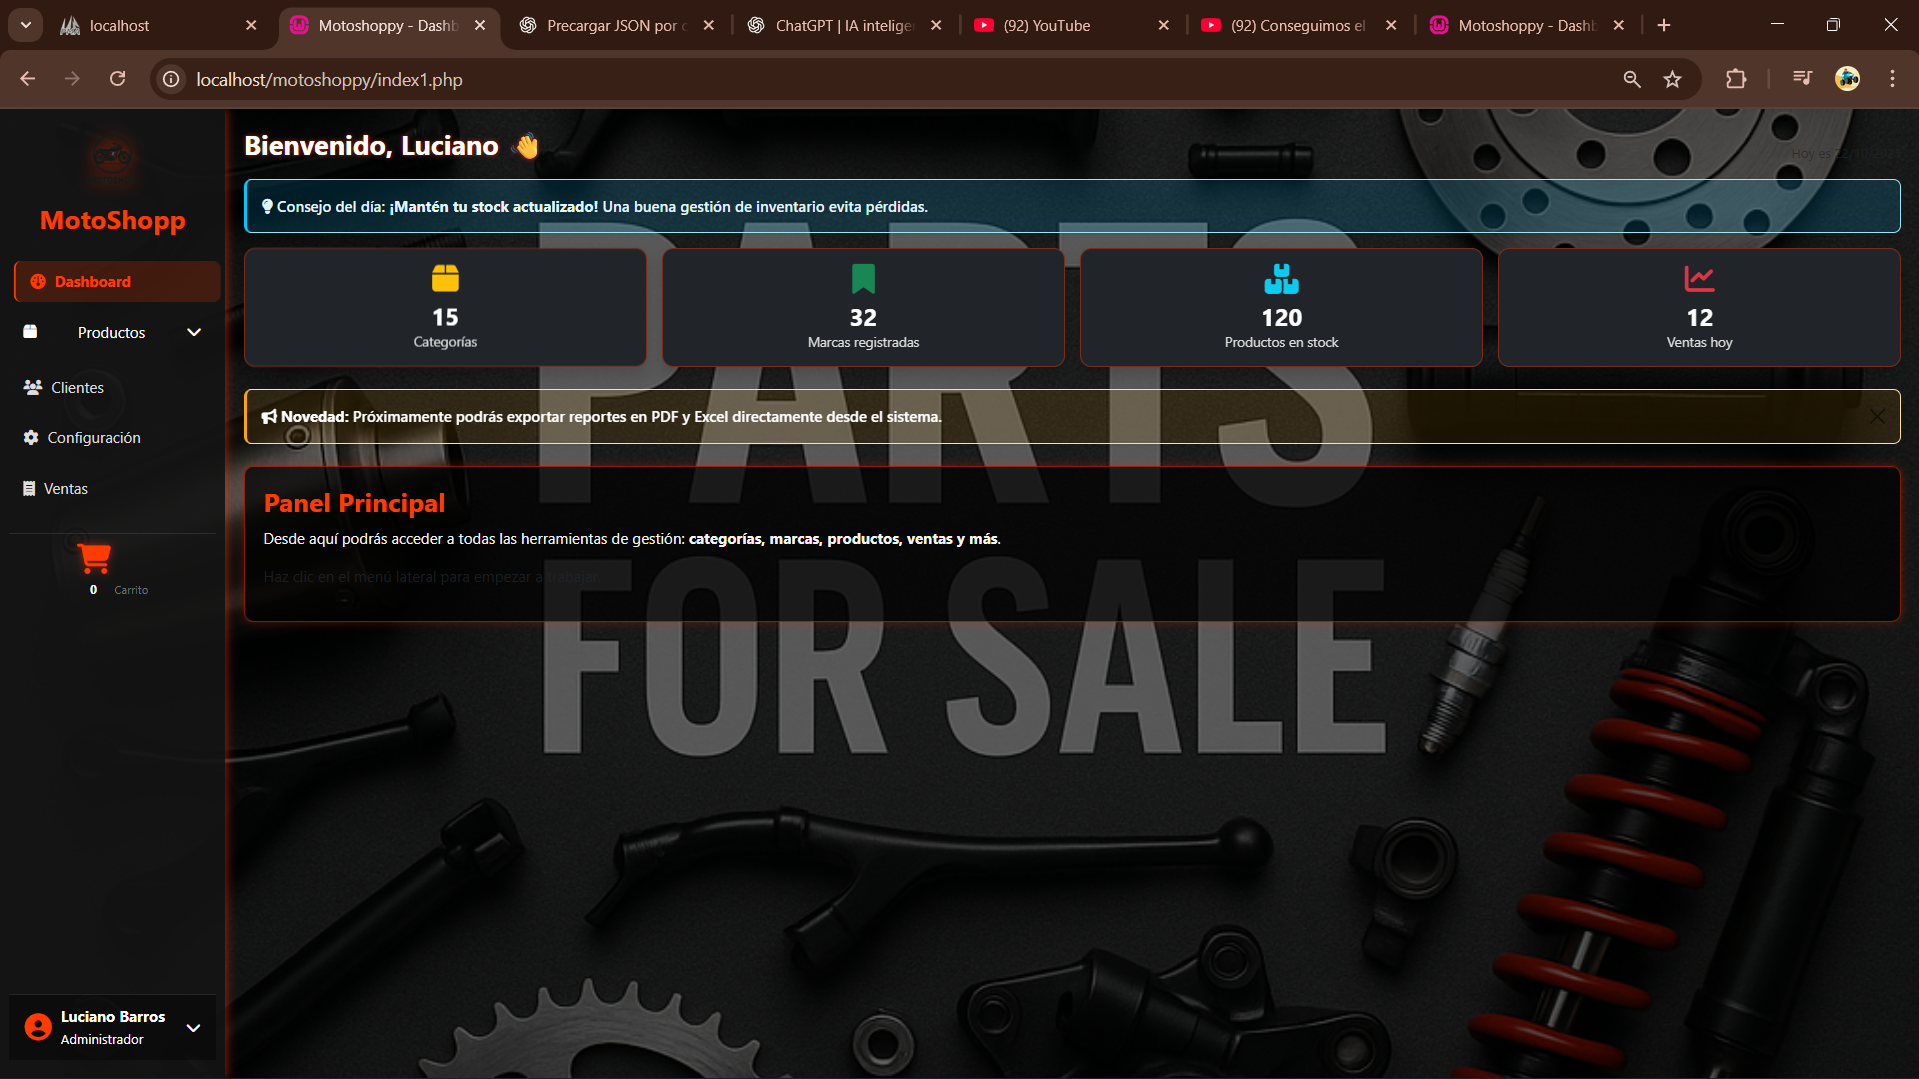 localhost
Motoshoppy - Dashb
Precargar JSON por c
ChatGPT | IA inteliger
(92) YouTube
(92) Conseguimos el
Motoshoppy - Dashb
localhost/motoshoppy/index1.php
MotoShopp
Dashboard
Productos
Clientes
Configuración
Ventas
0 Carrito
Luciano Barros
Administrador
Bienvenido, Luciano 👋
Hoy es
Consejo del día: ¡Mantén tu stock actualizado! Una buena gestión de inventario evita pérdidas.
15
Categorías
32
Marcas registradas
120
Productos en stock
12
Ventas hoy
Novedad: Próximamente podrás exportar reportes en PDF y Excel directamente desde el sistema.
Panel Principal
Desde aquí podrás acceder a todas las herramientas de gestión: categorías, marcas, productos, ventas y más.
Haz clic en el menú lateral para empezar a trabajar.
PARTS
FOR SALE